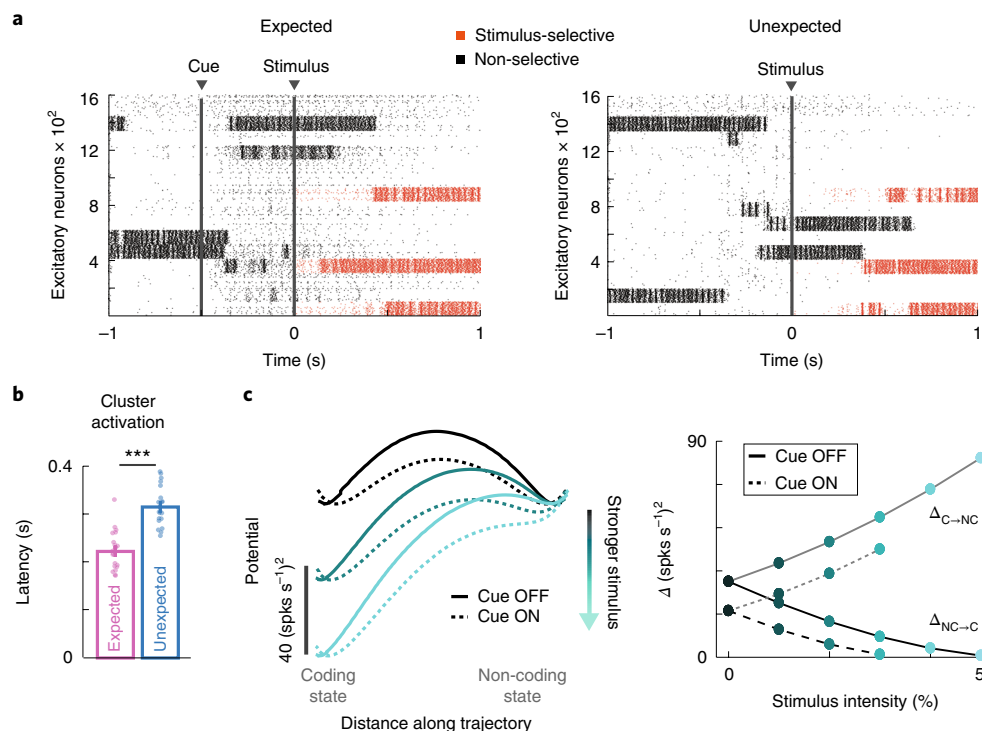 a
Expected
Stimulus-selective
Non-selective
Unexpected
Cue
Stimulus
Stimulus
Excitatory neurons × 10²
16
12
8
4
−1
0
1
Time (s)
Excitatory neurons × 10²
16
12
8
4
−1
0
1
Time (s)
b
Cluster
activation
***
Latency (s)
0.4
0
Expected
Unexpected
c
Potential
40 (spks s⁻¹)²
Cue OFF
Cue ON
Stronger stimulus
Coding
state
Non-coding
state
Distance along trajectory
Δ (spks s⁻¹)²
90
0
Cue OFF
Cue ON
Δ_C→NC
Δ_NC→C
0
5
Stimulus intensity (%)